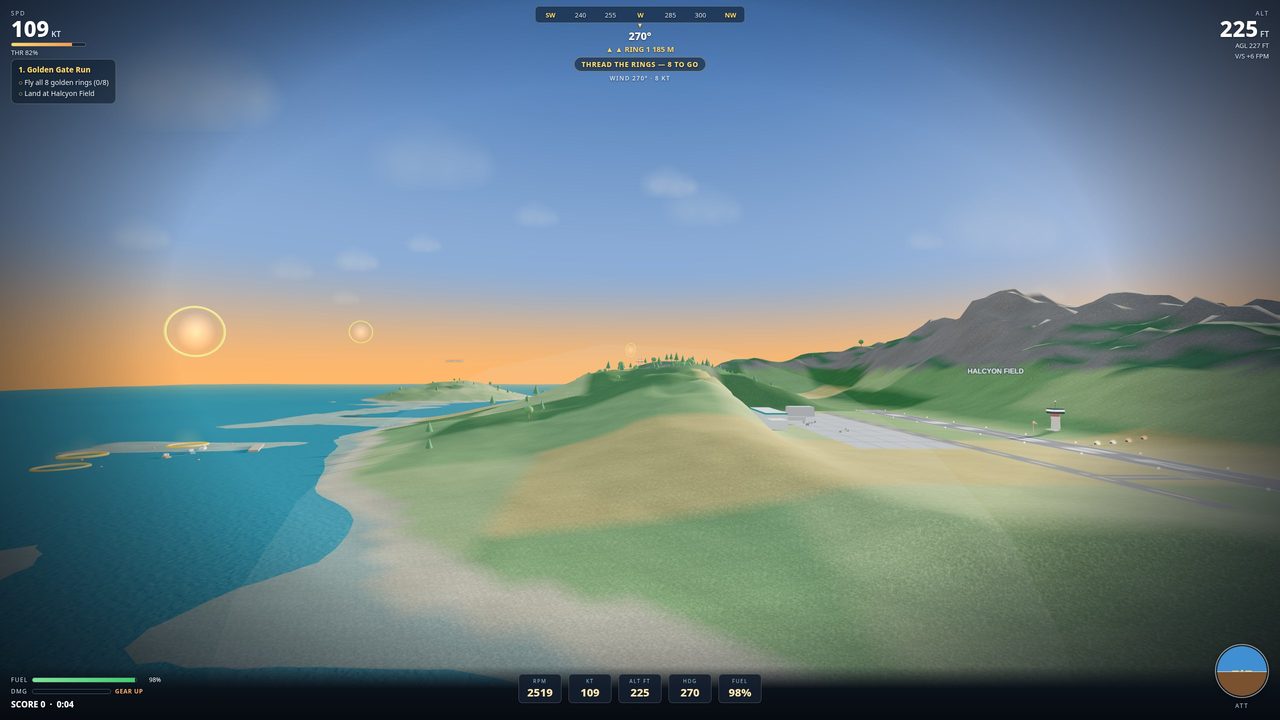 SPD
109 KT
THR 82%
1. Golden Gate Run
○ Fly all 8 golden rings (0/8)
○ Land at Halcyon Field
SW 240 255 W 285 300 NW
270°
▲ ▲ RING 1 185 M
THREAD THE RINGS — 8 TO GO
WIND 270° · 8 KT
ALT
225 FT
AGL 227 FT
V/S +6 FPM
HALCYON FIELD
FUEL 98%
DMG GEAR UP
SCORE 0 · 0:04
RPM
2519
KT
109
ALT FT
225
HDG
270
FUEL
98%
ATT